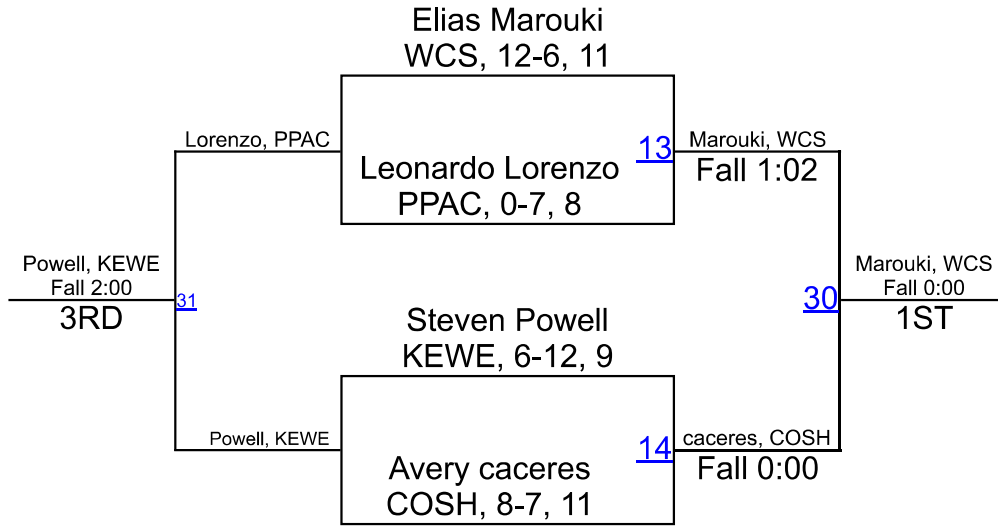 Elias Marouki
WCS, 12-6, 11
Lorenzo, PPAC
Leonardo Lorenzo
PPAC, 0-7, 8
13
Marouki, WCS
Fall 1:02
Powell, KEWE
Fall 2:00
3RD
31
30
Marouki, WCS
Fall 0:00
1ST
Steven Powell
KEWE, 6-12, 9
Powell, KEWE
Avery caceres
COSH, 8-7, 11
14
caceres, COSH
Fall 0:00